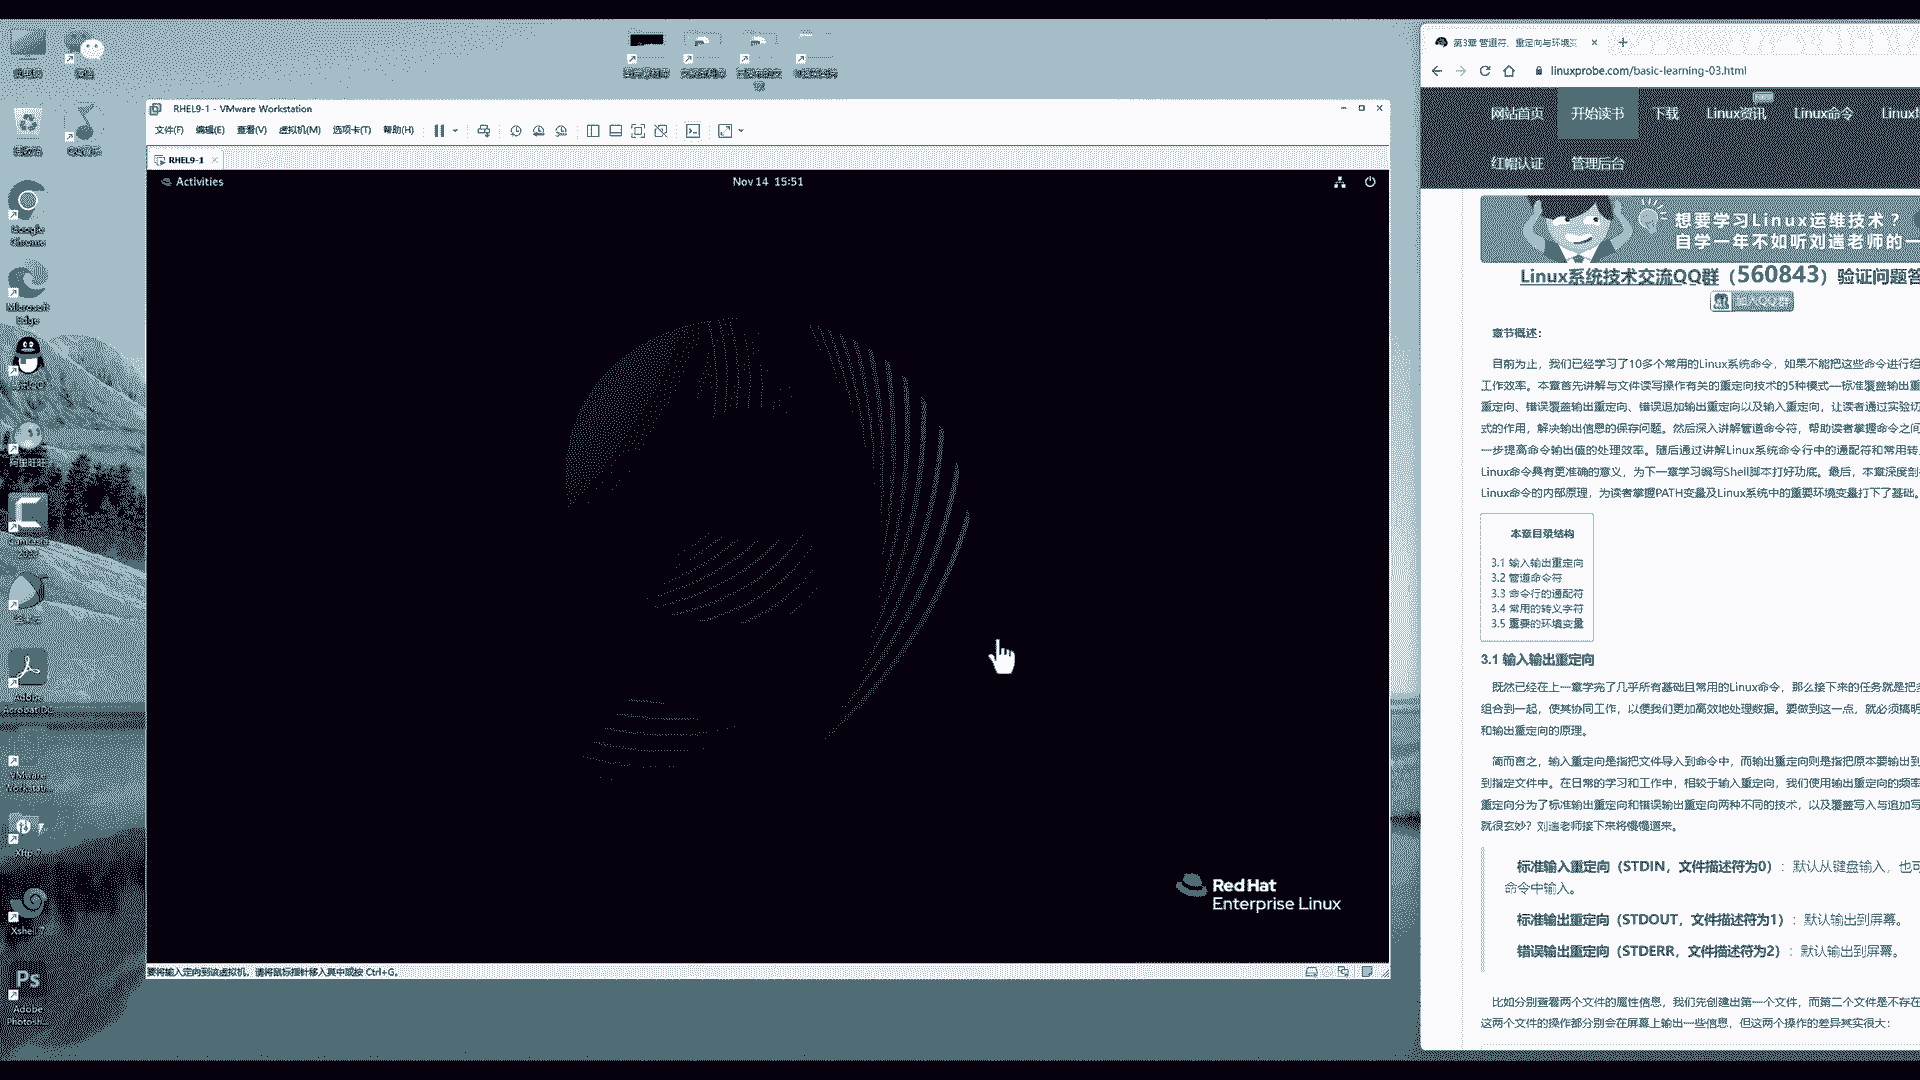 Google
Chrome
Microsoft
Edge
Adobe
Acrobat DC
VMware
Workstati...
Xftp 7
Xshell 7
Ps
Adobe
Photosh...
RHEL9-1 - VMware Workstation
文件(F) 编辑(E) 查看(V) 虚拟机(M) 选项卡(T) 帮助(H)
RHEL9-1
Activities
Nov 14 15:51
Red Hat
Enterprise Linux
要将输入定向到该虚拟机，请将鼠标指针移入其中或按 Ctrl+G。
第3章 管道符、重定向与环境变
linuxprobe.com/basic-learning-03.html
网站首页 开始读书 下载 Linux资讯 Linux命令
红帽认证 管理后台
想要学习Linux运维技术？
自学一年不如听刘遄老师的一
Linux系统技术交流QQ群（560843）验证问题答
加入QQ群
章节概述：
目前为止，我们已经学习了10多个常用的Linux系统命令，如果不能把这些命令进行组
工作效率。本章首先讲解与文件读写操作有关的重定向技术的5种模式—标准覆盖输出重
重定向、错误覆盖输出重定向、错误追加输出重定向以及输入重定向，让读者通过实验切
式的作用，解决输出信息的保存问题。然后深入讲解管道命令符，帮助读者掌握命令之间
一步提高命令输出值的处理效率。随后通过讲解Linux系统命令行中的通配符和常用转
Linux命令具有更准确的意义，为下一章学习编写Shell脚本打好功底。最后，本章深度剖
Linux命令的内部原理，为读者掌握PATH变量及Linux系统中的重要环境变量打下了基础。
本章目录结构
3.1 输入输出重定向
3.2 管道命令符
3.3 命令行的通配符
3.4 常用的转义字符
3.5 重要的环境变量
3.1 输入输出重定向
既然已经在上一章学完了几乎所有基础且常用的Linux命令，那么接下来的任务就是把多
组合到一起，使其协同工作，以便我们更加高效地处理数据。要做到这一点，就必须搞明
和输出重定向的原理。
简而言之，输入重定向是指把文件导入到命令中，而输出重定向则是指把原本要输出到
到指定文件中。在日常的学习和工作中，相较于输入重定向，我们使用输出重定向的频率
重定向分为了标准输出重定向和错误输出重定向两种不同的技术，以及覆盖写入与追加写
就很玄妙？刘遄老师接下来将慢慢道来。
标准输入重定向（STDIN，文件描述符为0）：默认从键盘输入，也可
命令中输入。
标准输出重定向（STDOUT，文件描述符为1）：默认输出到屏幕。
错误输出重定向（STDERR，文件描述符为2）：默认输出到屏幕。
比如分别查看两个文件的属性信息，我们先创建出第一个文件，而第二个文件是不存在
这两个文件的操作都分别会在屏幕上输出一些信息，但这两个操作的差异其实很大：